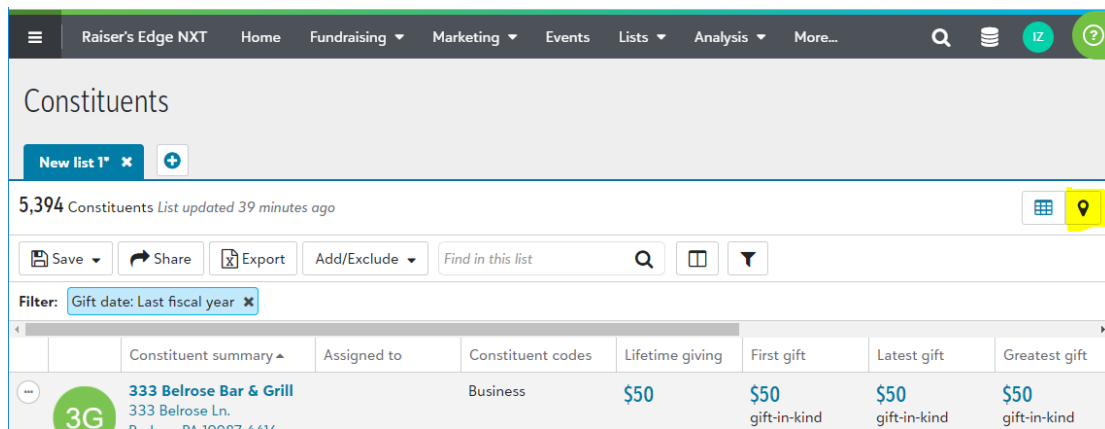 Raiser's Edge NXT Home Fundraising Marketing Events Lists Analysis More... IZ ?
Constituents
New list 1*
5,394 Constituents List updated 39 minutes ago
Save Share Export Add/Exclude Find in this list
Filter: Gift date: Last fiscal year
Constituent summary Assigned to Constituent codes Lifetime giving First gift Latest gift Greatest gift
3G 333 Belrose Bar & Grill Business $50 $50 $50 $50
333 Belrose Ln. gift-in-kind gift-in-kind gift-in-kind
PA 19087-